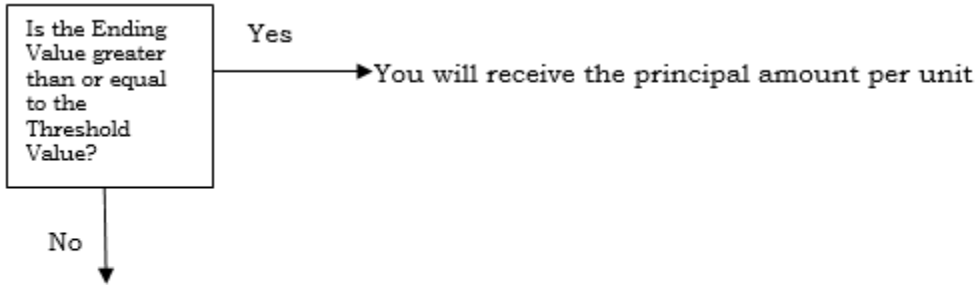 Is the Ending
Value greater
than or equal
to the
Threshold
Value?
Yes
You will receive the principal amount per unit
No